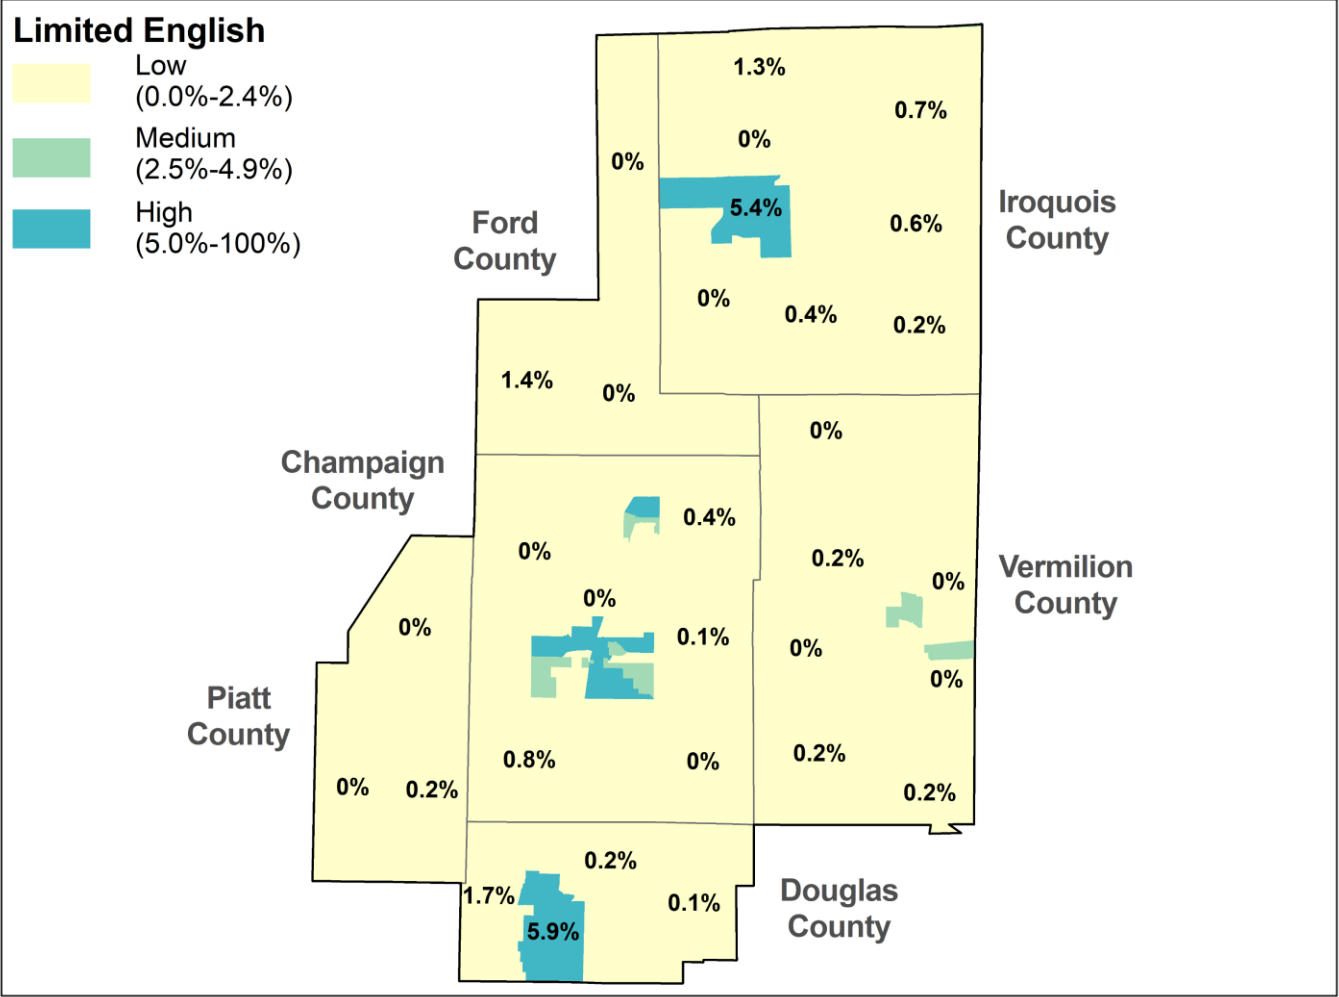 Limited English
Low
(0.0%-2.4%)
Medium
(2.5%-4.9%)
High
(5.0%-100%)
1.3%
0.7%
0%
0%
5.4%
0.6%
Iroquois
County
Ford
County
0%
0.4%
0.2%
1.4%
0%
0%
Champaign
County
0.4%
0%
0.2%
0%
Vermilion
County
0%
0%
0.1%
0%
0%
Piatt
County
0.8%
0%
0.2%
0%
0.2%
0.2%
0.2%
1.7%
0.1%
5.9%
Douglas
County